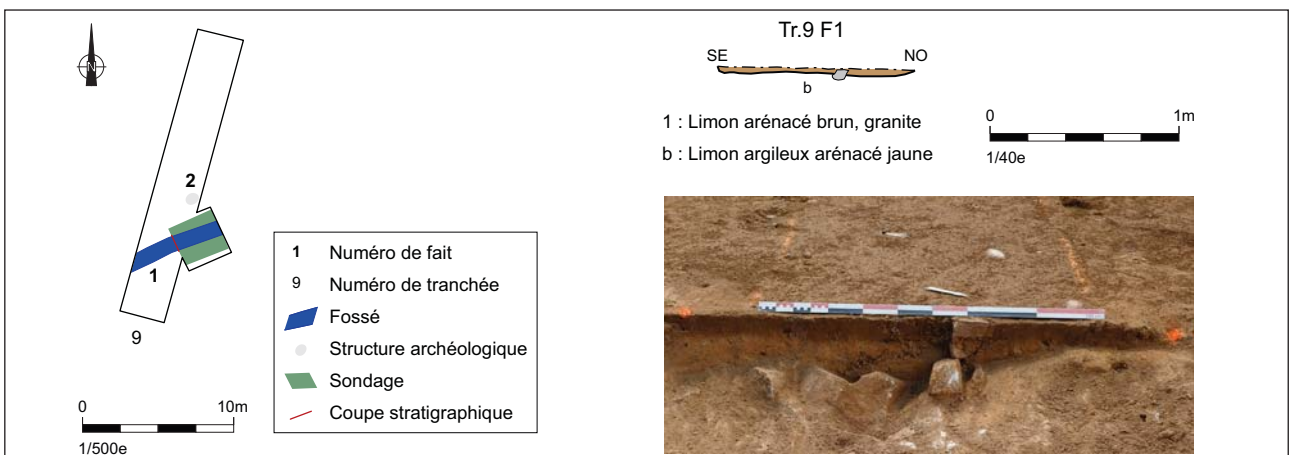 N
2
1
9
0 10m
1/500e
1 Numéro de fait
9 Numéro de tranchée
Fossé
Structure archéologique
Sondage
Coupe stratigraphique
Tr.9 F1
SE NO
b
1 : Limon arénacé brun, granite
b : Limon argileux arénacé jaune
0 1m
1/40e